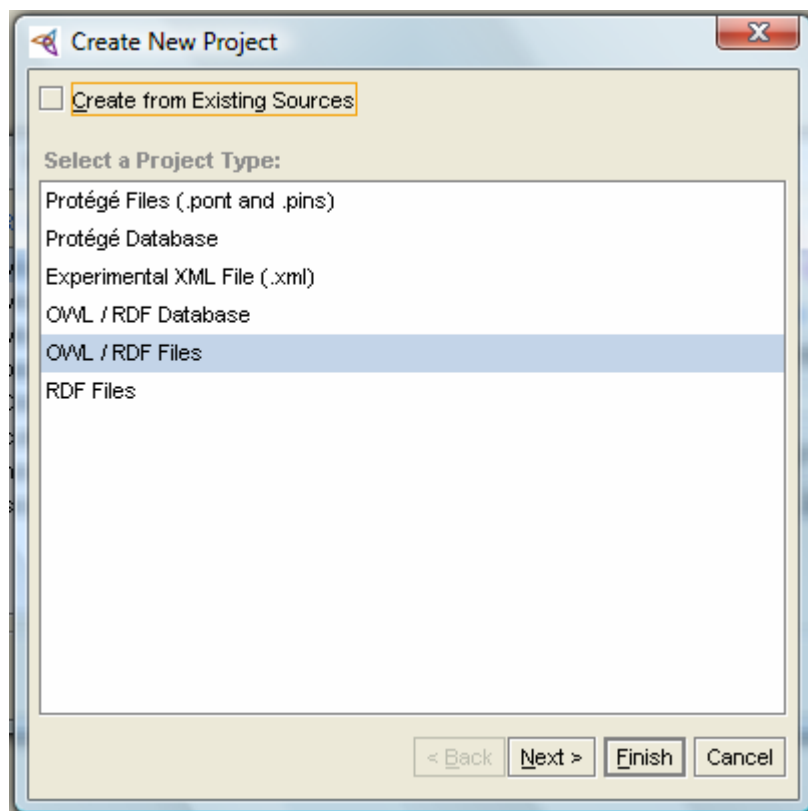 Create New Project
Create from Existing Sources
Select a Project Type:
Protégé Files (.pont and .pins)
Protégé Database
Experimental XML File (.xml)
OWL / RDF Database
OWL / RDF Files
RDF Files
< Back Next > Finish Cancel